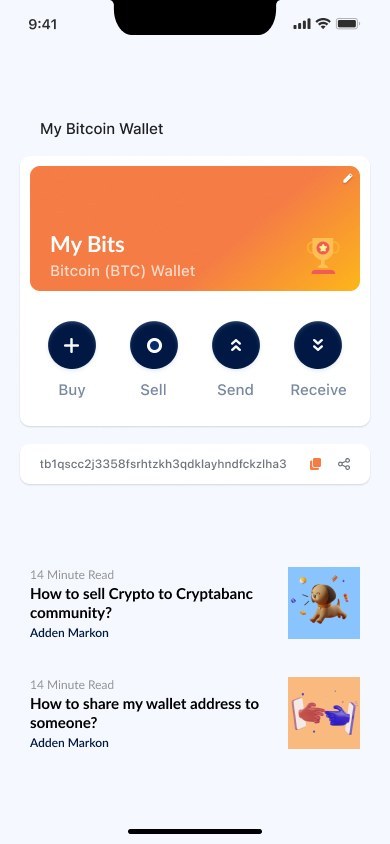 9:41
My Bitcoin Wallet
My Bits
Bitcoin (BTC) Wallet
Buy
Sell
Send
Receive
tb1qscc2j3358fsrhtzkh3qdklayhndfckzlha3
14 Minute Read
How to sell Crypto to Cryptabanc
community?
Adden Markon
14 Minute Read
How to share my wallet address to
someone?
Adden Markon